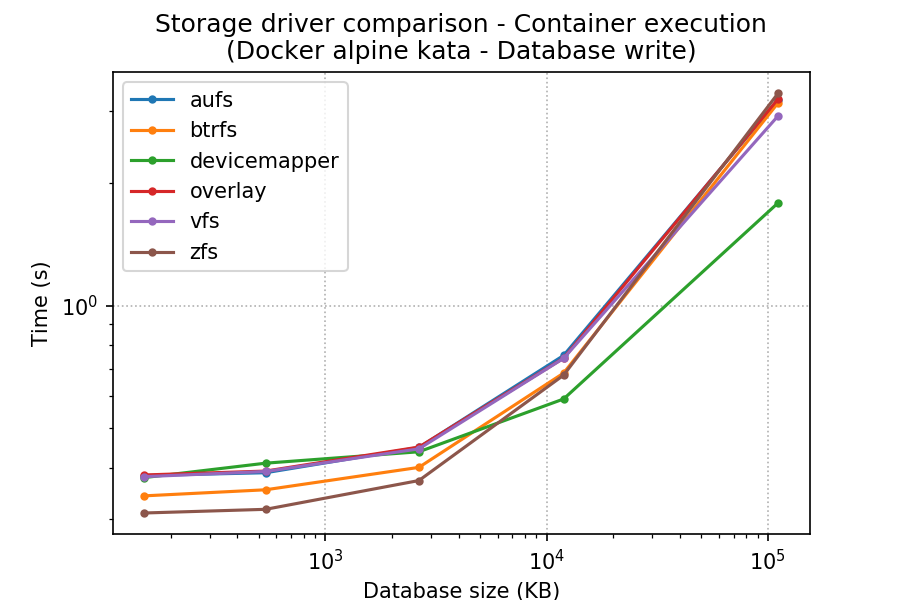 Storage driver comparison - Container execution
(Docker alpine kata - Database write)
aufs
btrfs
devicemapper
overlay
vfs
zfs
Time (s)
10⁰
10³
10⁴
10⁵
Database size (KB)